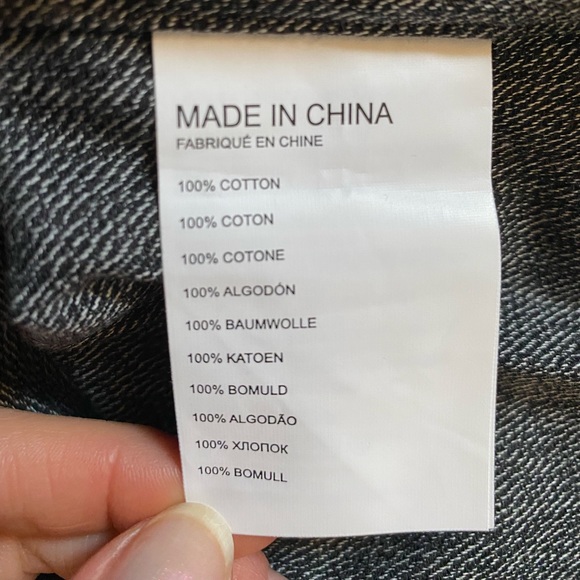 MADE IN CHINA
FABRIQUÉ EN CHINE
100% COTTON
100% COTON
100% COTONE
100% ALGODÓN
100% BAUMWOLLE
100% KATOEN
100% BOMULD
100% ALGODÃO
100% ХЛОПОК
100% BOMULL